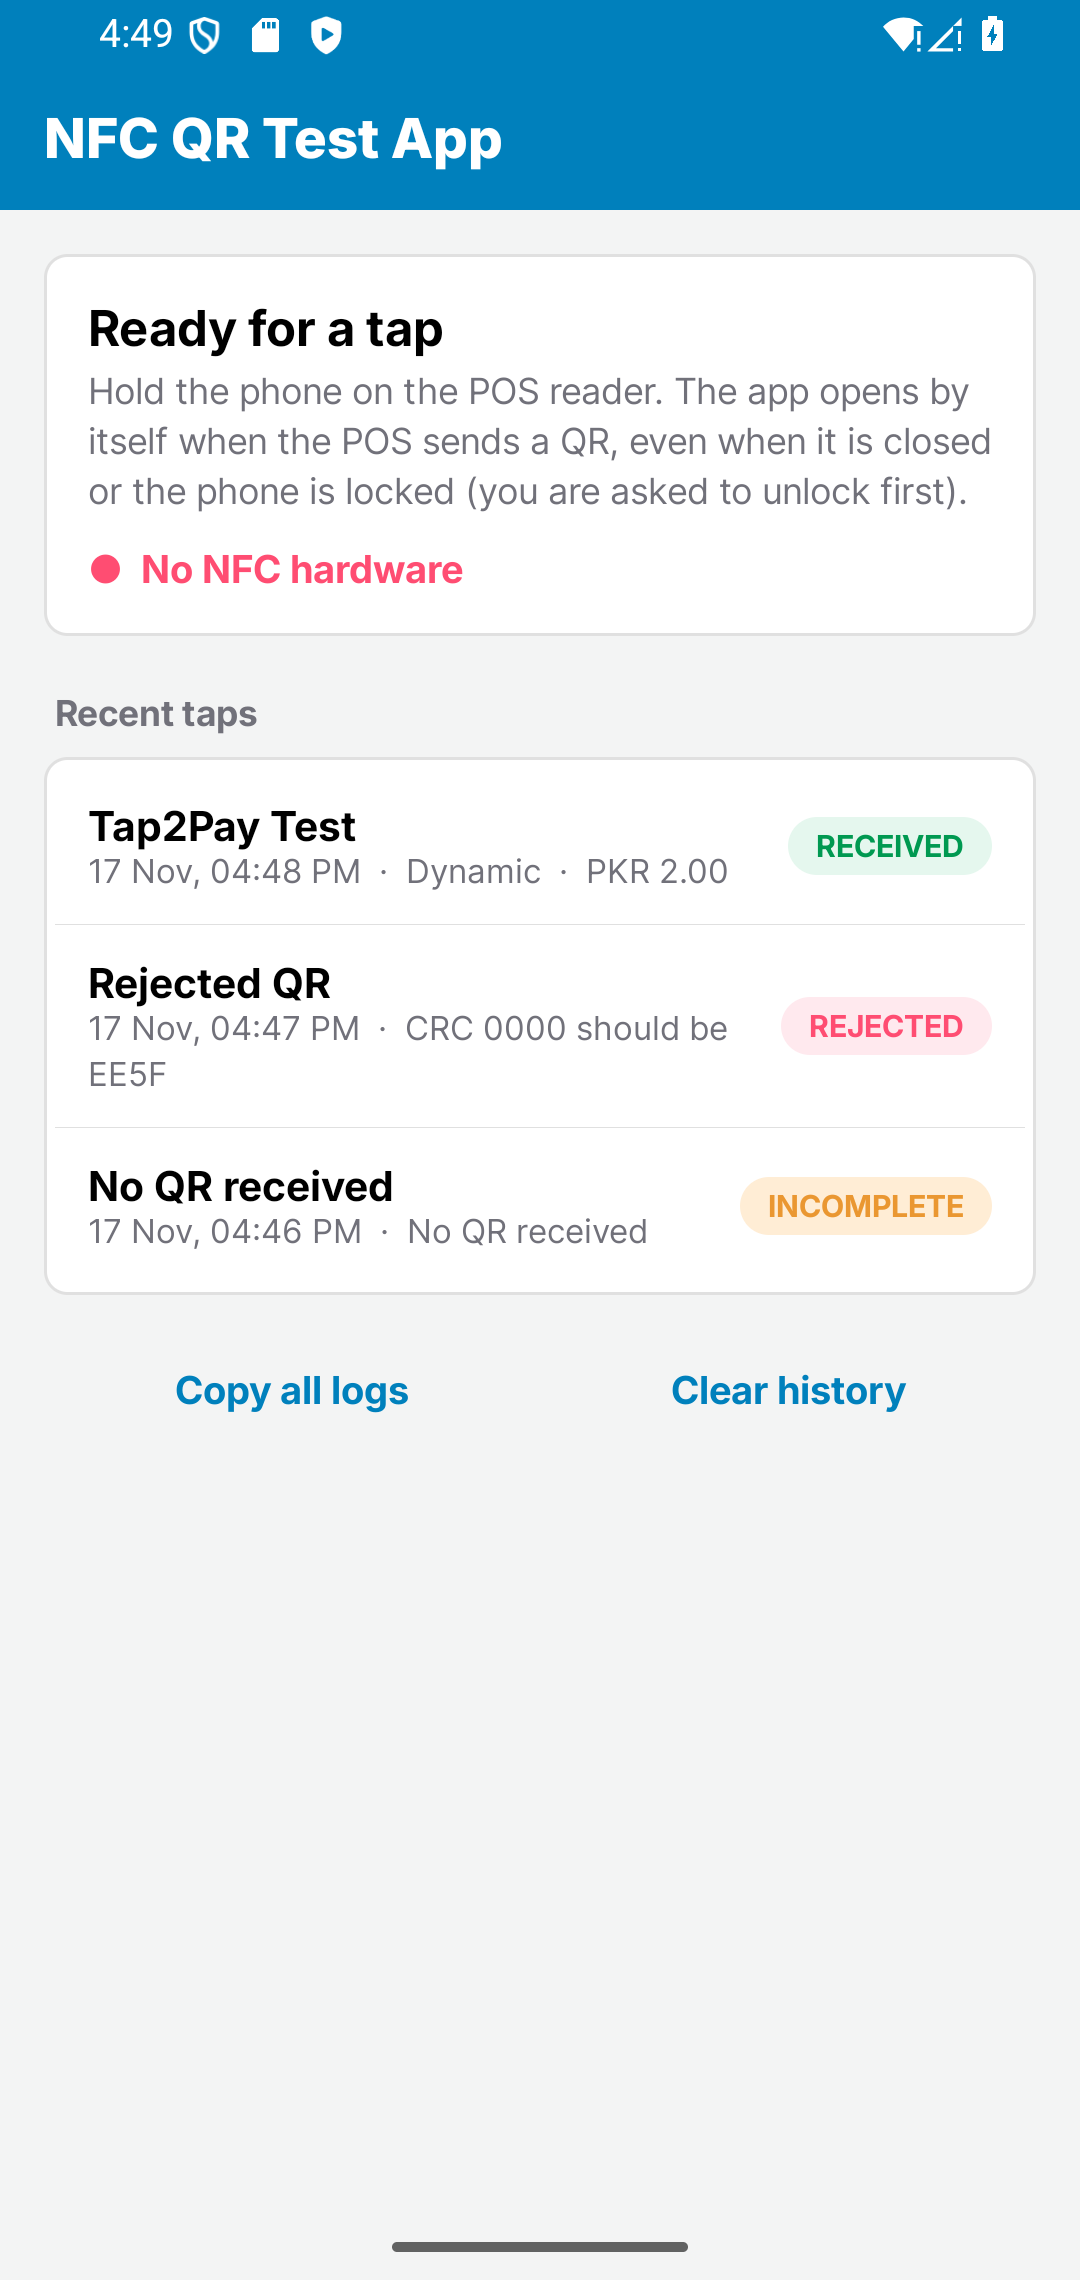 4:49
NFC QR Test App
Ready for a tap
Hold the phone on the POS reader. The app opens by
itself when the POS sends a QR, even when it is closed
or the phone is locked (you are asked to unlock first).
No NFC hardware
Recent taps
Tap2Pay Test
17 Nov, 04:48 PM · Dynamic · PKR 2.00
RECEIVED
Rejected QR
17 Nov, 04:47 PM · CRC 0000 should be
EE5F
REJECTED
No QR received
17 Nov, 04:46 PM · No QR received
INCOMPLETE
Copy all logs
Clear history